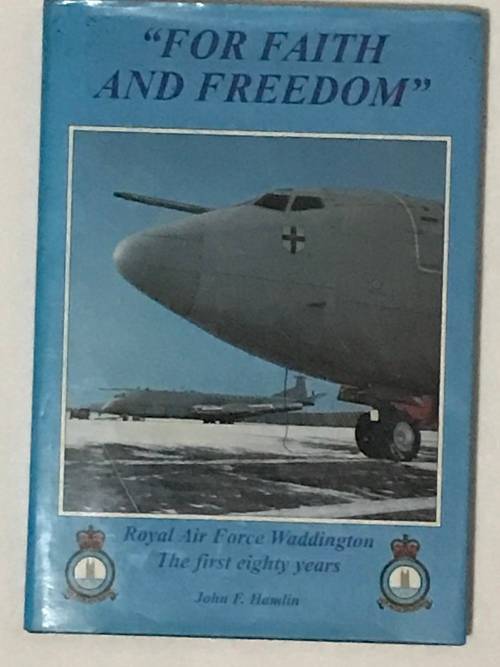 “FOR FAITH
AND FREEDOM”
Royal Air Force Waddington
The first eighty years
John F. Hamlin